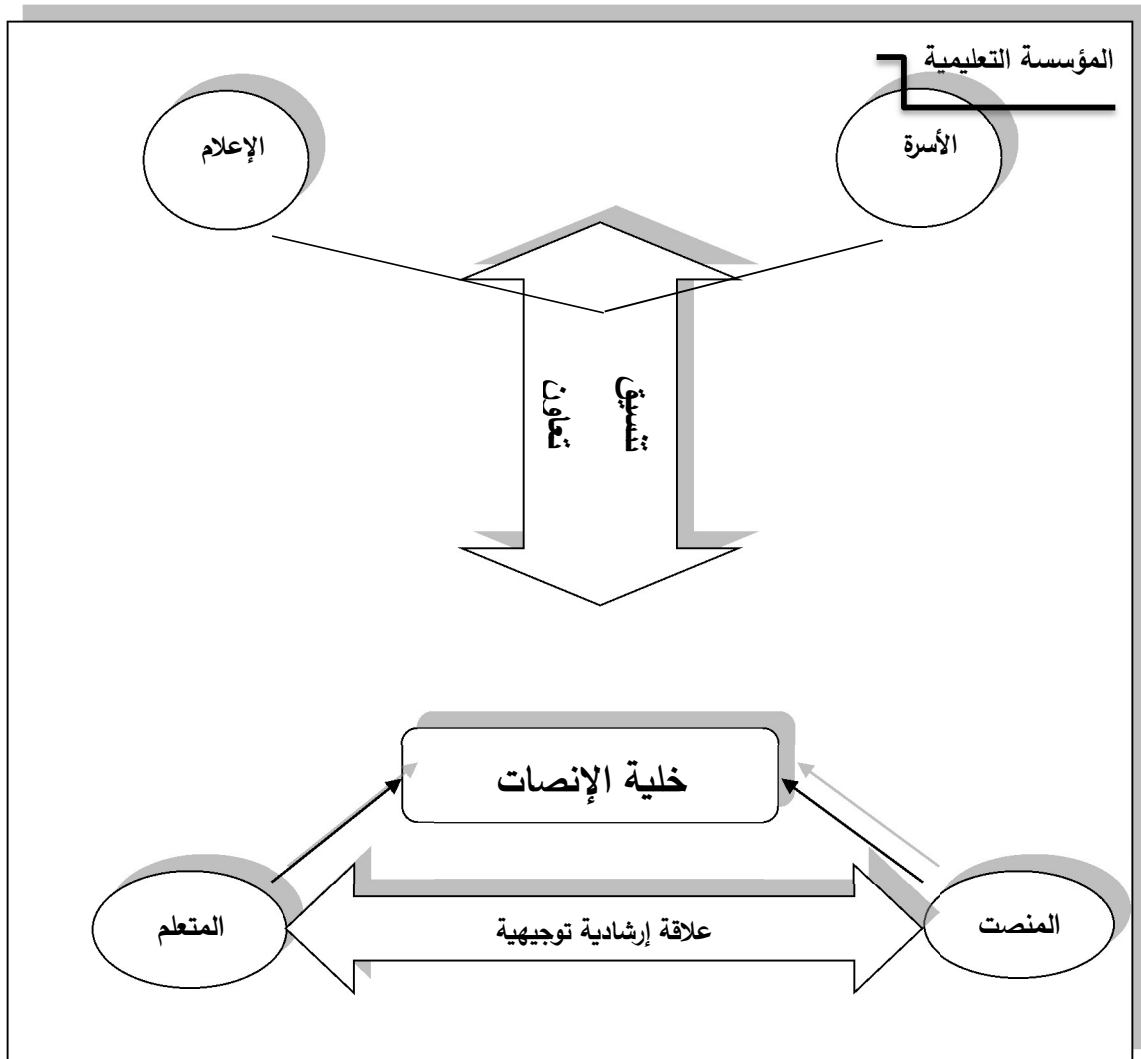 المؤسسة التعليمية
الأسرة
الإعلام
تنسيق
تعاون
خلية الإنصات
المنصت
علاقة إرشادية توجيهية
المتعلم